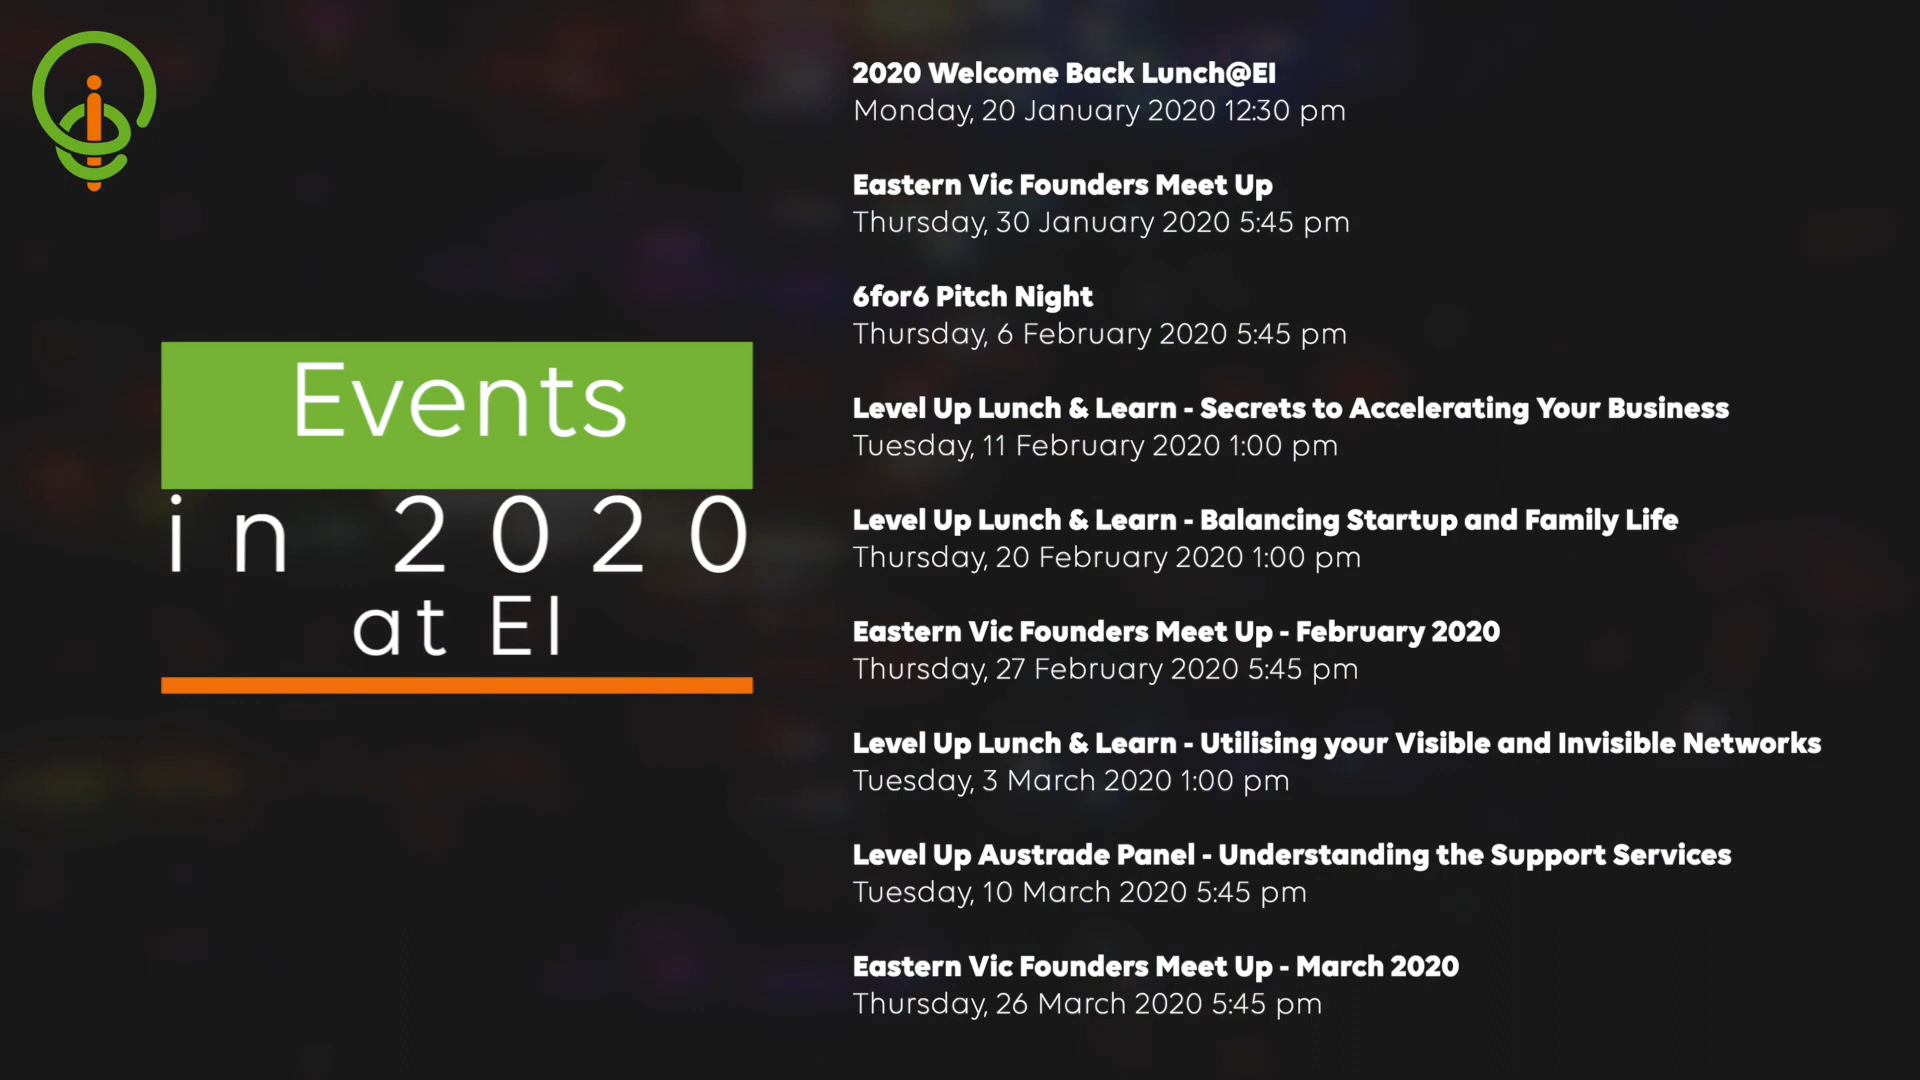 Events
in 2020
at EI
2020 Welcome Back Lunch@EI
Monday, 20 January 2020 12:30 pm
Eastern Vic Founders Meet Up
Thursday, 30 January 2020 5:45 pm
6for6 Pitch Night
Thursday, 6 February 2020 5:45 pm
Level Up Lunch & Learn - Secrets to Accelerating Your Business
Tuesday, 11 February 2020 1:00 pm
Level Up Lunch & Learn - Balancing Startup and Family Life
Thursday, 20 February 2020 1:00 pm
Eastern Vic Founders Meet Up - February 2020
Thursday, 27 February 2020 5:45 pm
Level Up Lunch & Learn - Utilising your Visible and Invisible Networks
Tuesday, 3 March 2020 1:00 pm
Level Up Austrade Panel - Understanding the Support Services
Tuesday, 10 March 2020 5:45 pm
Eastern Vic Founders Meet Up - March 2020
Thursday, 26 March 2020 5:45 pm